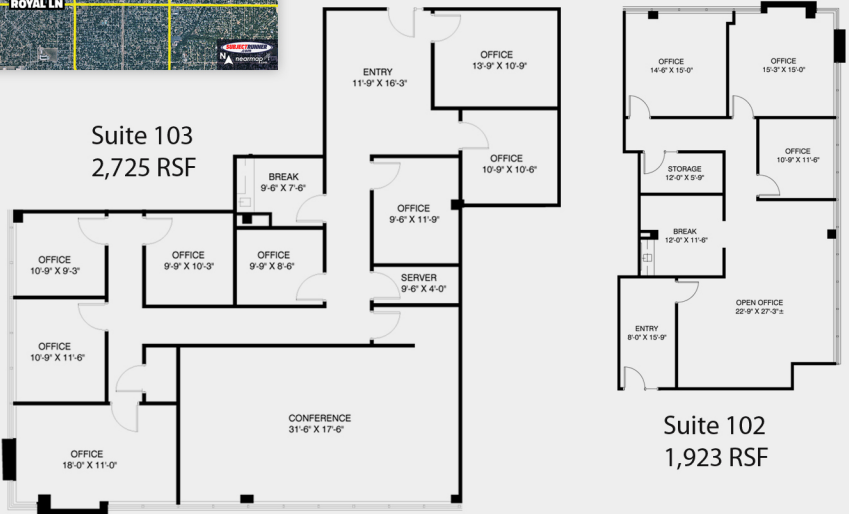 ROYAL LN
SUBJECTRUNNER
.COM
N
nearmap
Suite 103
2,725 RSF
ENTRY
11'-9" X 16'-3"
OFFICE
13'-9" X 10'-9"
OFFICE
10'-9" X 10'-6"
BREAK
9'-6" X 7'-6"
OFFICE
9'-6" X 11'-9"
OFFICE
10'-9" X 9'-3"
OFFICE
9'-9" X 10'-3"
OFFICE
9'-9" X 8'-6"
SERVER
9'-6" X 4'-0"
OFFICE
10'-9" X 11'-6"
CONFERENCE
31'-6" X 17'-6"
OFFICE
18'-0" X 11'-0"
OFFICE
14'-6" X 15'-0"
OFFICE
15'-3" X 15'-0"
OFFICE
10'-9" X 11'-6"
STORAGE
12'-0" X 5'-9"
BREAK
12'-0" X 11'-6"
OPEN OFFICE
22'-9" X 27'-3"±
ENTRY
8'-0" X 15'-9"
Suite 102
1,923 RSF